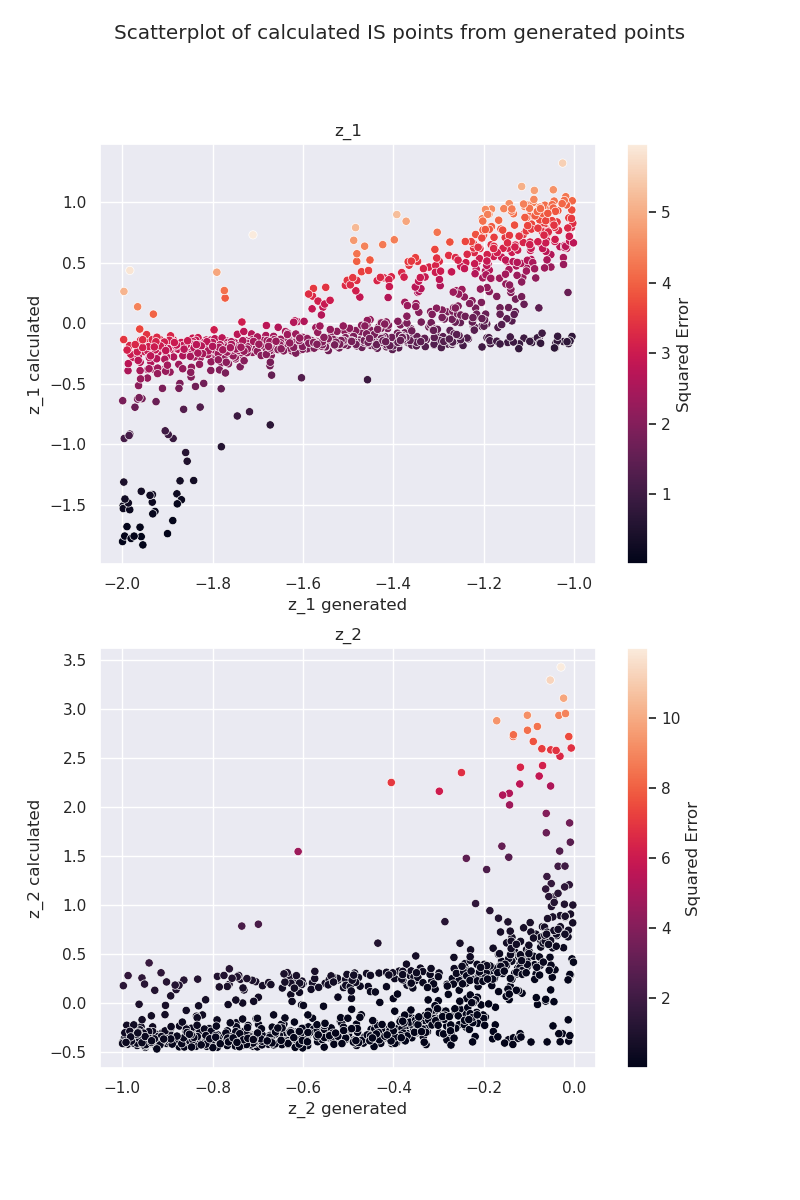 Scatterplot of calculated IS points from generated points
z_1
1.0
0.5
0.0
−0.5
−1.0
−1.5
z_1 calculated
−2.0 −1.8 −1.6 −1.4 −1.2 −1.0
z_1 generated
5
4
3
2
1
Squared Error
z_2
3.5
3.0
2.5
2.0
1.5
1.0
0.5
0.0
−0.5
z_2 calculated
−1.0 −0.8 −0.6 −0.4 −0.2 0.0
z_2 generated
10
8
6
4
2
Squared Error